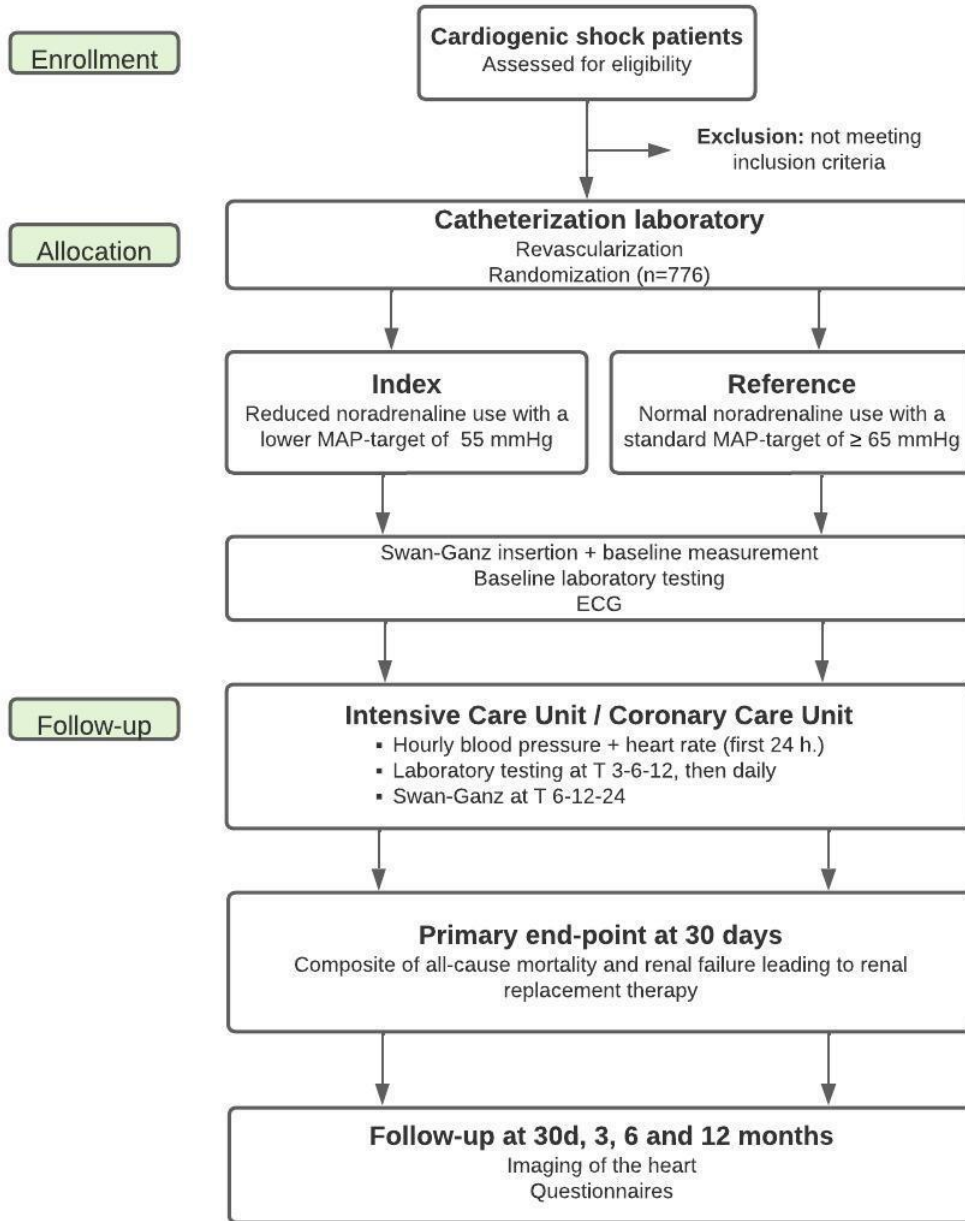 Enrollment
Cardiogenic shock patients
Assessed for eligibility
Exclusion: not meeting
inclusion criteria
Allocation
Catheterization laboratory
Revascularization
Randomization (n=776)
Index
Reduced noradrenaline use with a
lower MAP-target of  55 mmHg
Reference
Normal noradrenaline use with a
standard MAP-target of ≥ 65 mmHg
Swan-Ganz insertion + baseline measurement
Baseline laboratory testing
ECG
Follow-up
Intensive Care Unit / Coronary Care Unit
▪ Hourly blood pressure + heart rate (first 24 h.)
▪ Laboratory testing at T 3-6-12, then daily
▪ Swan-Ganz at T 6-12-24
Primary end-point at 30 days
Composite of all-cause mortality and renal failure leading to renal
replacement therapy
Follow-up at 30d, 3, 6 and 12 months
Imaging of the heart
Questionnaires